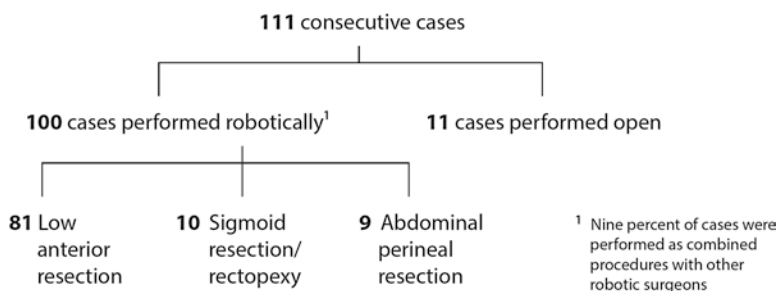 111 consecutive cases
100 cases performed robotically¹
11 cases performed open
81 Low
anterior
resection
10 Sigmoid
resection/
rectopexy
9 Abdominal
perineal
resection
¹ Nine percent of cases were
performed as combined
procedures with other
robotic surgeons